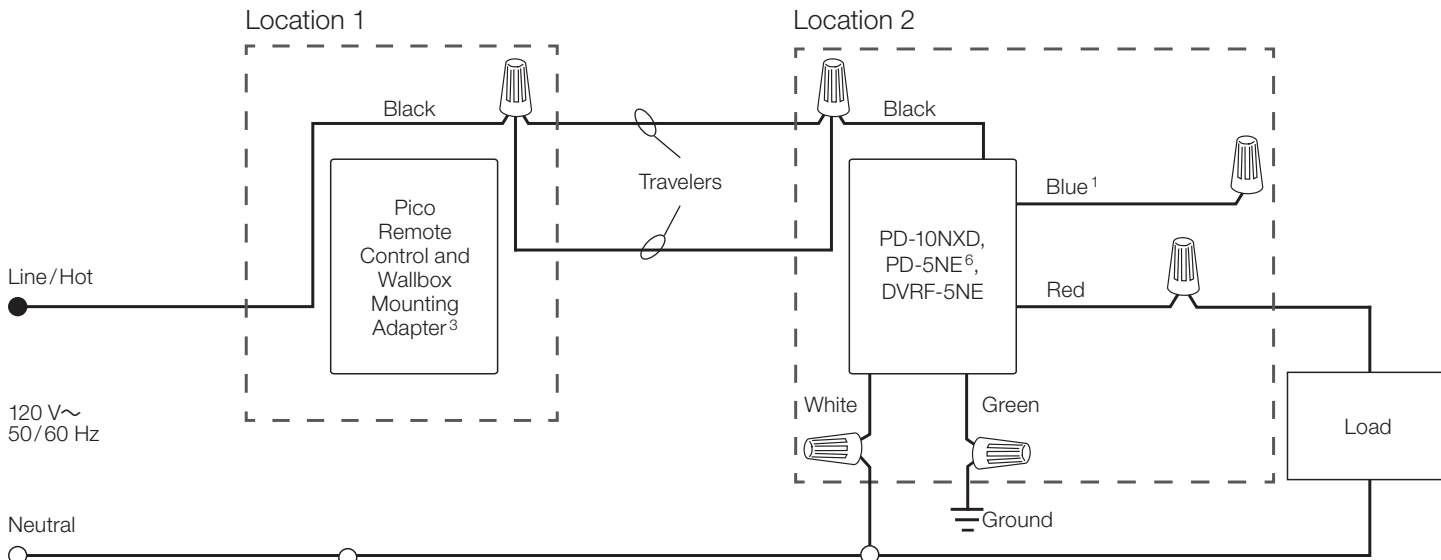 Location 1
Location 2
Black
Black
Travelers
Blue 1
Pico
Remote
Control and
Wallbox
Mounting
Adapter 3
PD-10NXD,
PD-5NE 6,
DVRF-5NE
Line/Hot
Red
120 V~
50/60 Hz
White
Green
Load
Neutral
Ground